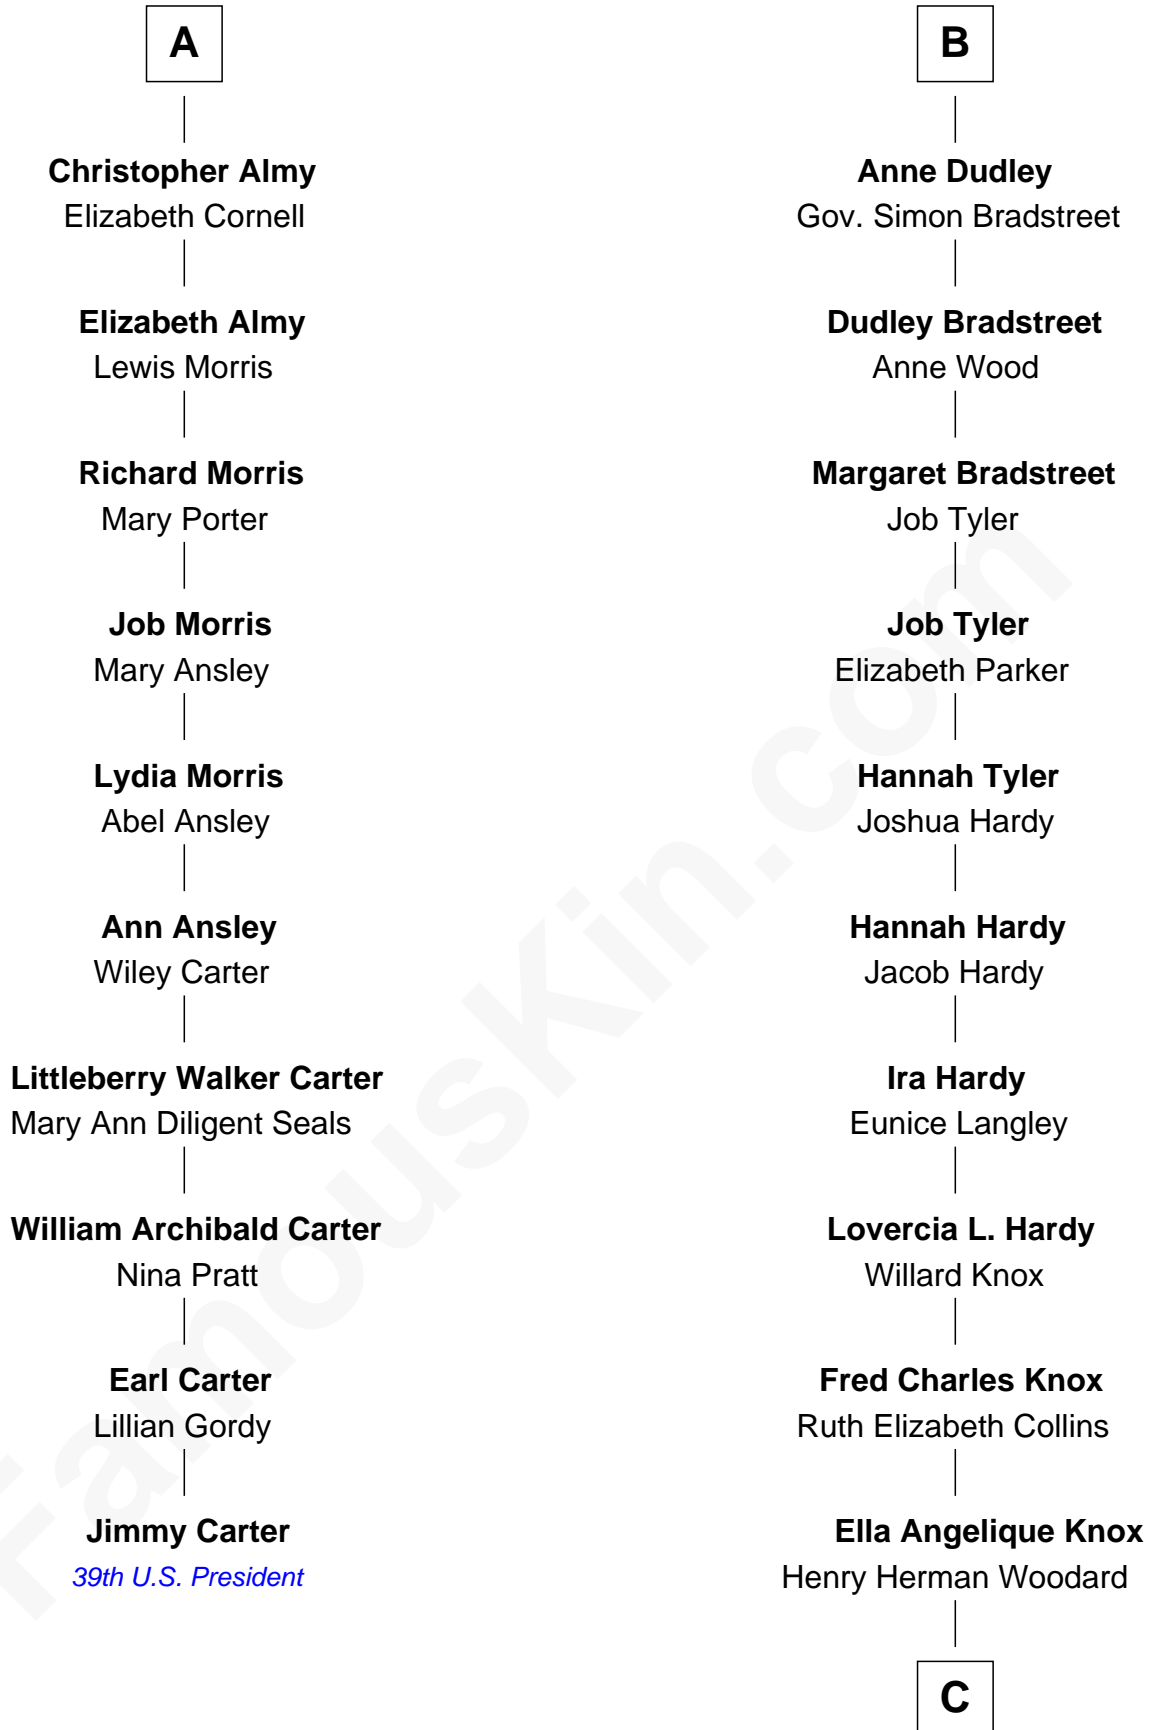 A
Christopher Almy
Elizabeth Cornell
Elizabeth Almy
Lewis Morris
Richard Morris
Mary Porter
Job Morris
Mary Ansley
Lydia Morris
Abel Ansley
Ann Ansley
Wiley Carter
Littleberry Walker Carter
Mary Ann Diligent Seals
William Archibald Carter
Nina Pratt
Earl Carter
Lillian Gordy
Jimmy Carter
39th U.S. President
B
Anne Dudley
Gov. Simon Bradstreet
Dudley Bradstreet
Anne Wood
Margaret Bradstreet
Job Tyler
Job Tyler
Elizabeth Parker
Hannah Tyler
Joshua Hardy
Hannah Hardy
Jacob Hardy
Ira Hardy
Eunice Langley
Lovercia L. Hardy
Willard Knox
Fred Charles Knox
Ruth Elizabeth Collins
Ella Angelique Knox
Henry Herman Woodard
C
FamousKin.com